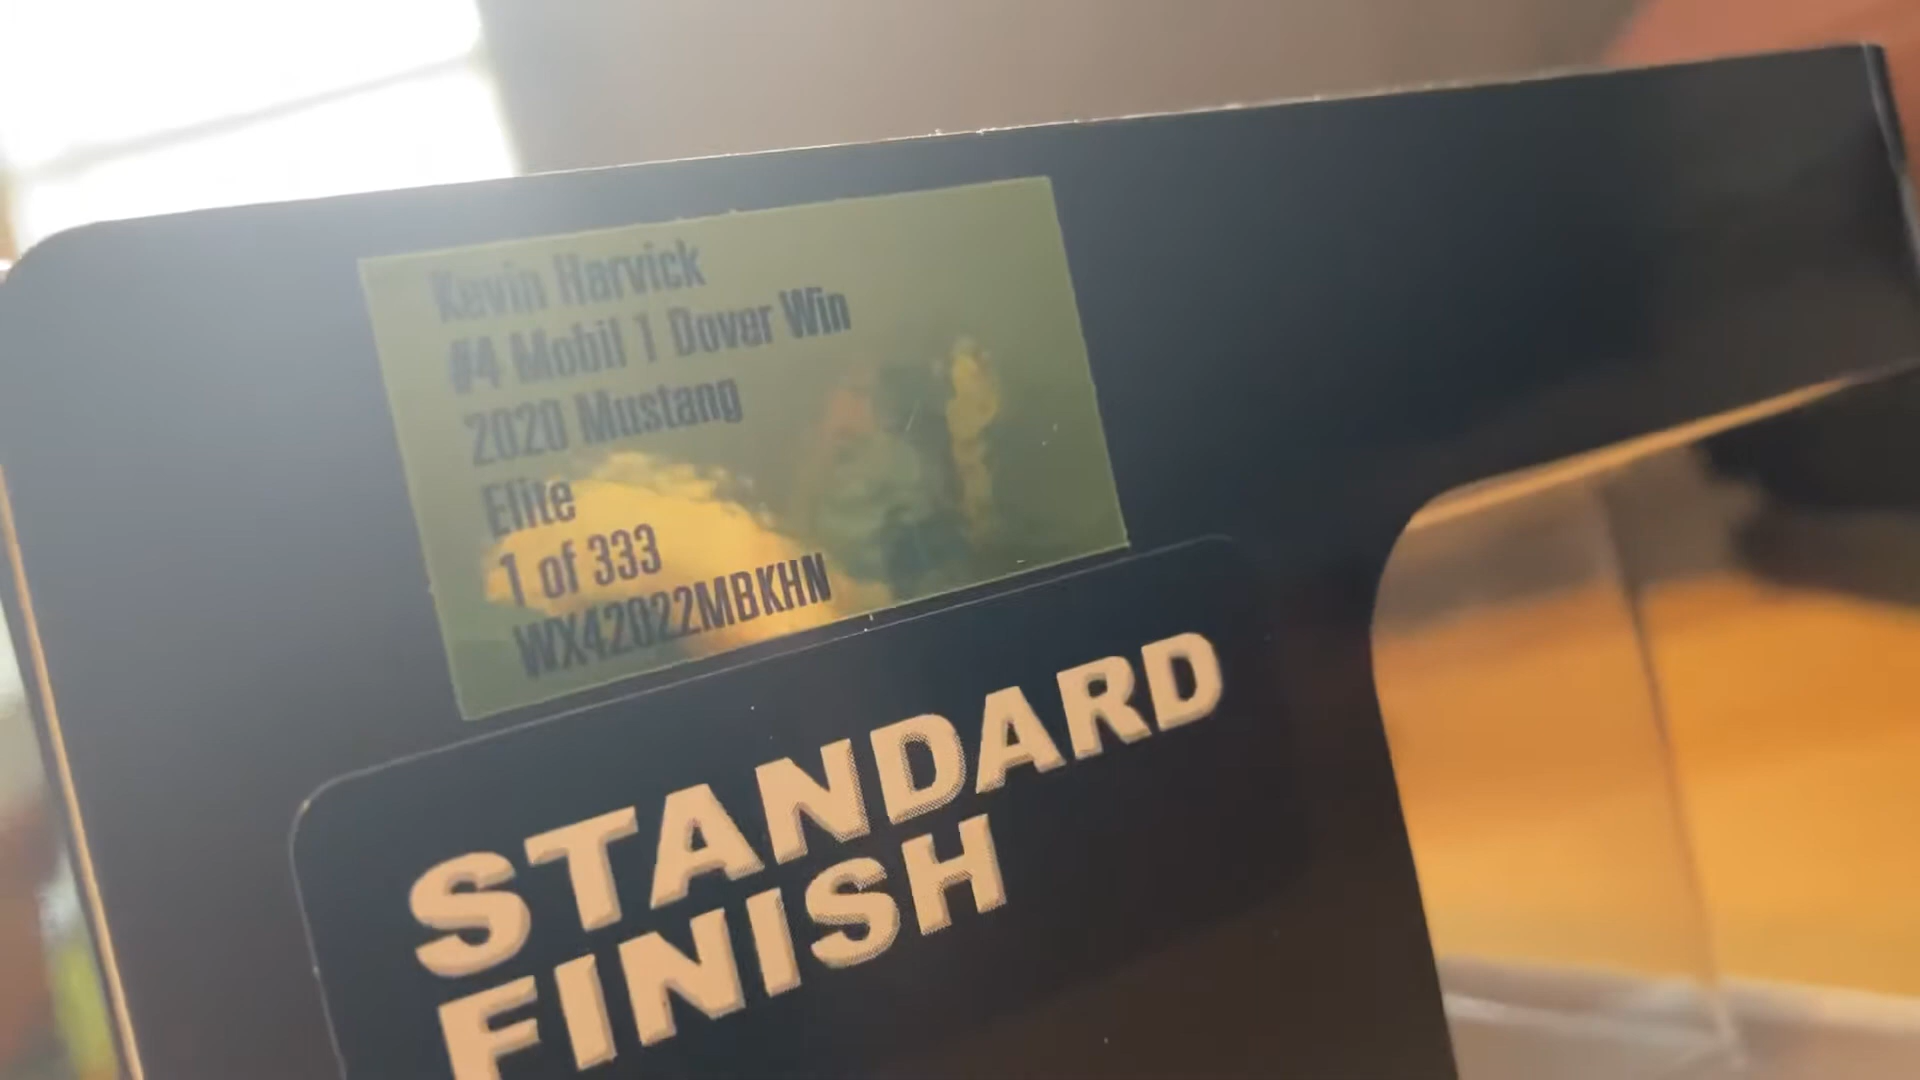 Kevin Harvick
#4 Mobil 1 Dover Win
2020 Mustang
Elite
1 of 333
WX42022MBKHN
STANDARD
FINISH